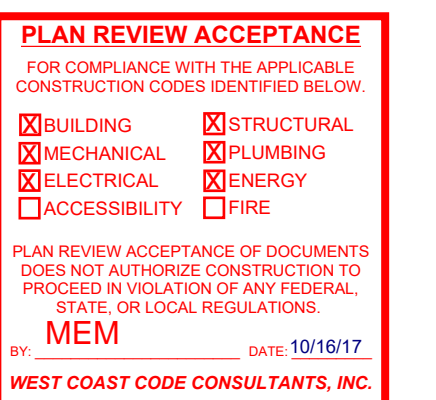 PLAN REVIEW ACCEPTANCE
FOR COMPLIANCE WITH THE APPLICABLE
CONSTRUCTION CODES IDENTIFIED BELOW.
X BUILDING X STRUCTURAL
X MECHANICAL X PLUMBING
X ELECTRICAL X ENERGY
ACCESSIBILITY FIRE
PLAN REVIEW ACCEPTANCE OF DOCUMENTS
DOES NOT AUTHORIZE CONSTRUCTION TO
PROCEED IN VIOLATION OF ANY FEDERAL,
STATE, OR LOCAL REGULATIONS.
BY: MEM DATE: 10/16/17
WEST COAST CODE CONSULTANTS, INC.